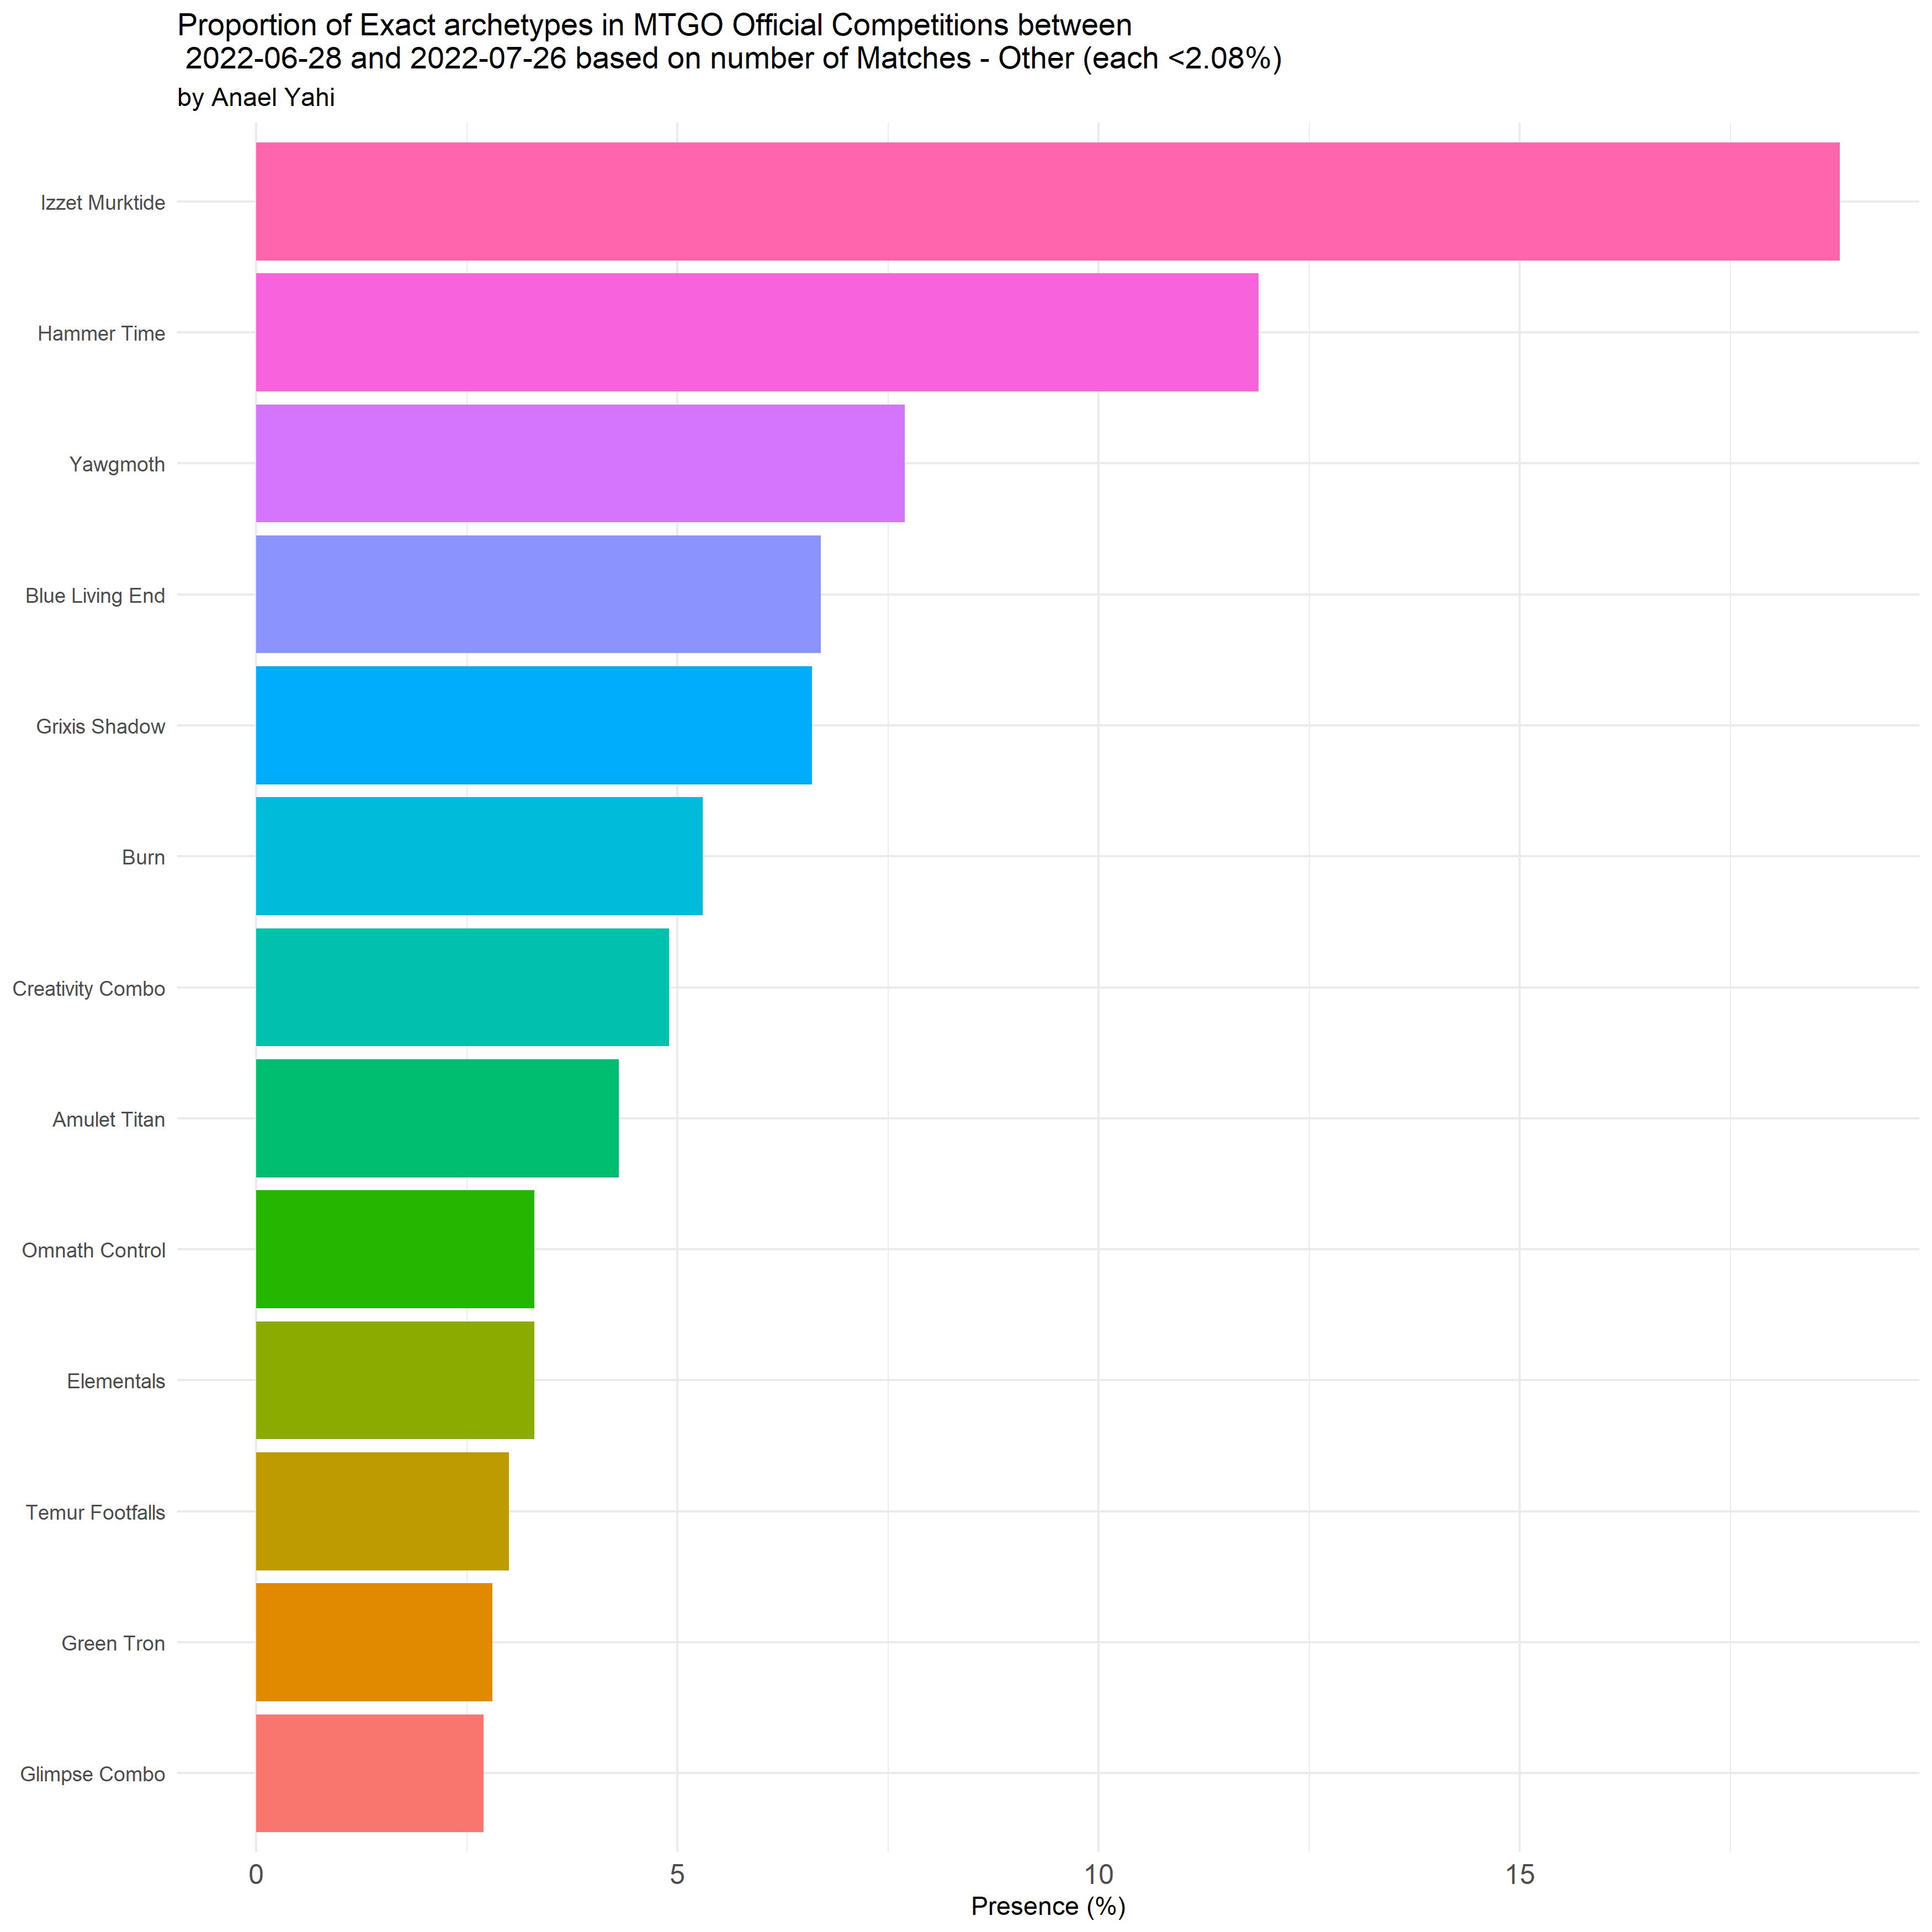 Proportion of Exact archetypes in MTGO Official Competitions between
2022-06-28 and 2022-07-26 based on number of Matches - Other (each <2.08%)
by Anael Yahi
Izzet Murktide
Hammer Time
Yawgmoth
Blue Living End
Grixis Shadow
Burn
Creativity Combo
Amulet Titan
Omnath Control
Elementals
Temur Footfalls
Green Tron
Glimpse Combo
0 5 10 15
Presence (%)